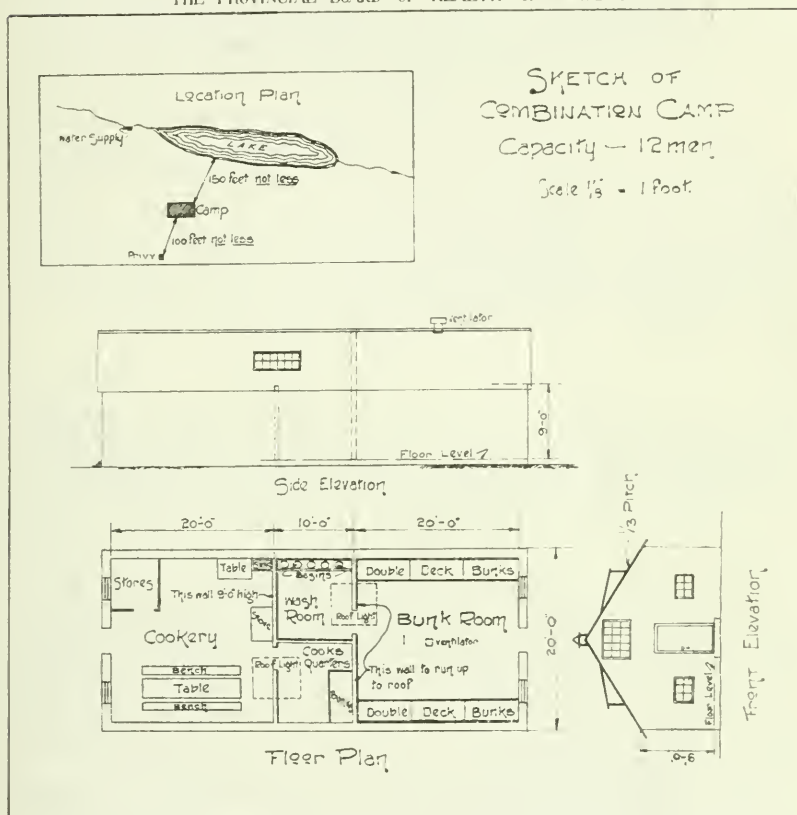 THE PROVINCIAL BOARD OF HEALTH
SKETCH OF
COMBINATION CAMP
Capacity — 12 men
Scale 1/8" = 1 Foot.
Location Plan
Water Supply
LAKE
150 feet not less
Camp
100 feet not less
Privy
Ventilator
9'-0"
Floor Level
Side Elevation
20'-0" 10'-0" 20'-0"
Stores
Table
This wall 9'-0" high
Stove
Cookery
Bench
Table
Bench
Roof Light
Basins
Wash
Room
Roof Light
Cooks
Quarters
Bunks
Double Deck Bunks
Bunk Room
Ventilator
This wall to run up
to roof
Double Deck Bunks
20'-0"
Floor Plan
1/3 Pitch
Floor Level
9'-0"
Front Elevation